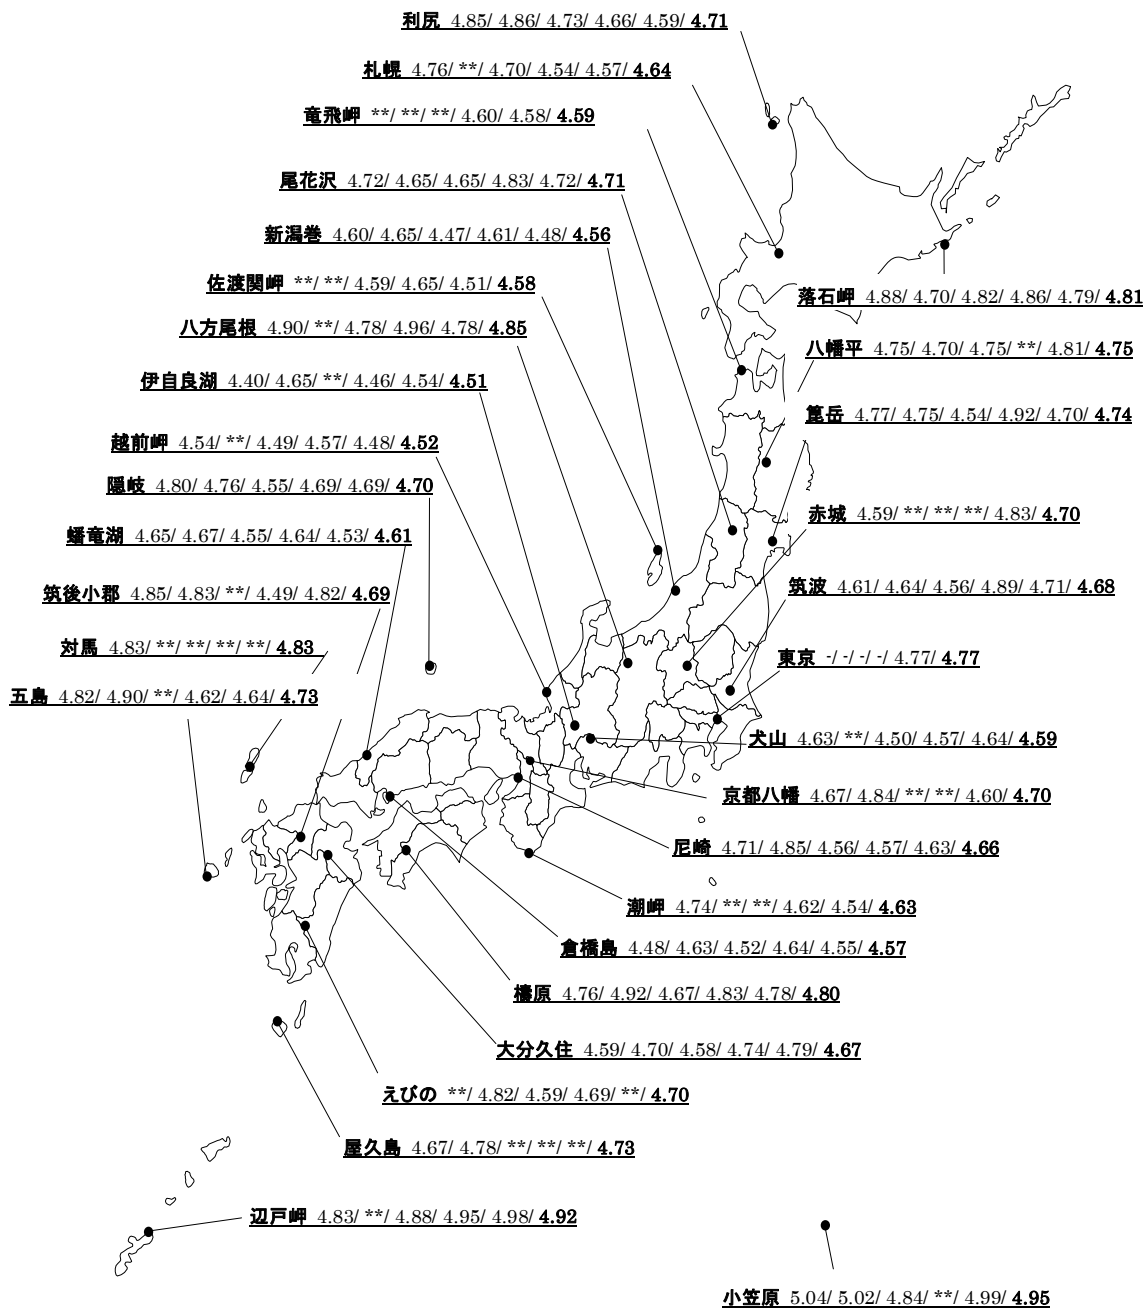 利尻 4.85/ 4.86/ 4.73/ 4.66/ 4.59/ 4.71
札幌 4.76/ **/ 4.70/ 4.54/ 4.57/ 4.64
竜飛岬 **/ **/ **/ 4.60/ 4.58/ 4.59
尾花沢 4.72/ 4.65/ 4.65/ 4.83/ 4.72/ 4.71
新潟巻 4.60/ 4.65/ 4.47/ 4.61/ 4.48/ 4.56
佐渡関岬 **/ **/ 4.59/ 4.65/ 4.51/ 4.58
落石岬 4.88/ 4.70/ 4.82/ 4.86/ 4.79/ 4.81
八方尾根 4.90/ **/ 4.78/ 4.96/ 4.78/ 4.85
八幡平 4.75/ 4.70/ 4.75/ **/ 4.81/ 4.75
伊自良湖 4.40/ 4.65/ **/ 4.46/ 4.54/ 4.51
箟岳 4.77/ 4.75/ 4.54/ 4.92/ 4.70/ 4.74
越前岬 4.54/ **/ 4.49/ 4.57/ 4.48/ 4.52
隠岐 4.80/ 4.76/ 4.55/ 4.69/ 4.69/ 4.70
赤城 4.59/ **/ **/ **/ 4.83/ 4.70
蟠竜湖 4.65/ 4.67/ 4.55/ 4.64/ 4.53/ 4.61
筑波 4.61/ 4.64/ 4.56/ 4.89/ 4.71/ 4.68
筑後小郡 4.85/ 4.83/ **/ 4.49/ 4.82/ 4.69
対馬 4.83/ **/ **/ **/ **/ 4.83
東京 -/ -/ -/ -/ 4.77/ 4.77
五島 4.82/ 4.90/ **/ 4.62/ 4.64/ 4.73
犬山 4.63/ **/ 4.50/ 4.57/ 4.64/ 4.59
京都八幡 4.67/ 4.84/ **/ **/ 4.60/ 4.70
尼崎 4.71/ 4.85/ 4.56/ 4.57/ 4.63/ 4.66
潮岬 4.74/ **/ **/ 4.62/ 4.54/ 4.63
倉橋島 4.48/ 4.63/ 4.52/ 4.64/ 4.55/ 4.57
檮原 4.76/ 4.92/ 4.67/ 4.83/ 4.78/ 4.80
大分久住 4.59/ 4.70/ 4.58/ 4.74/ 4.79/ 4.67
えびの **/ 4.82/ 4.59/ 4.69/ **/ 4.70
屋久島 4.67/ 4.78/ **/ **/ **/ 4.73
辺戸岬 4.83/ **/ 4.88/ 4.95/ 4.98/ 4.92
小笠原 5.04/ 5.02/ 4.84/ **/ 4.99/ 4.95